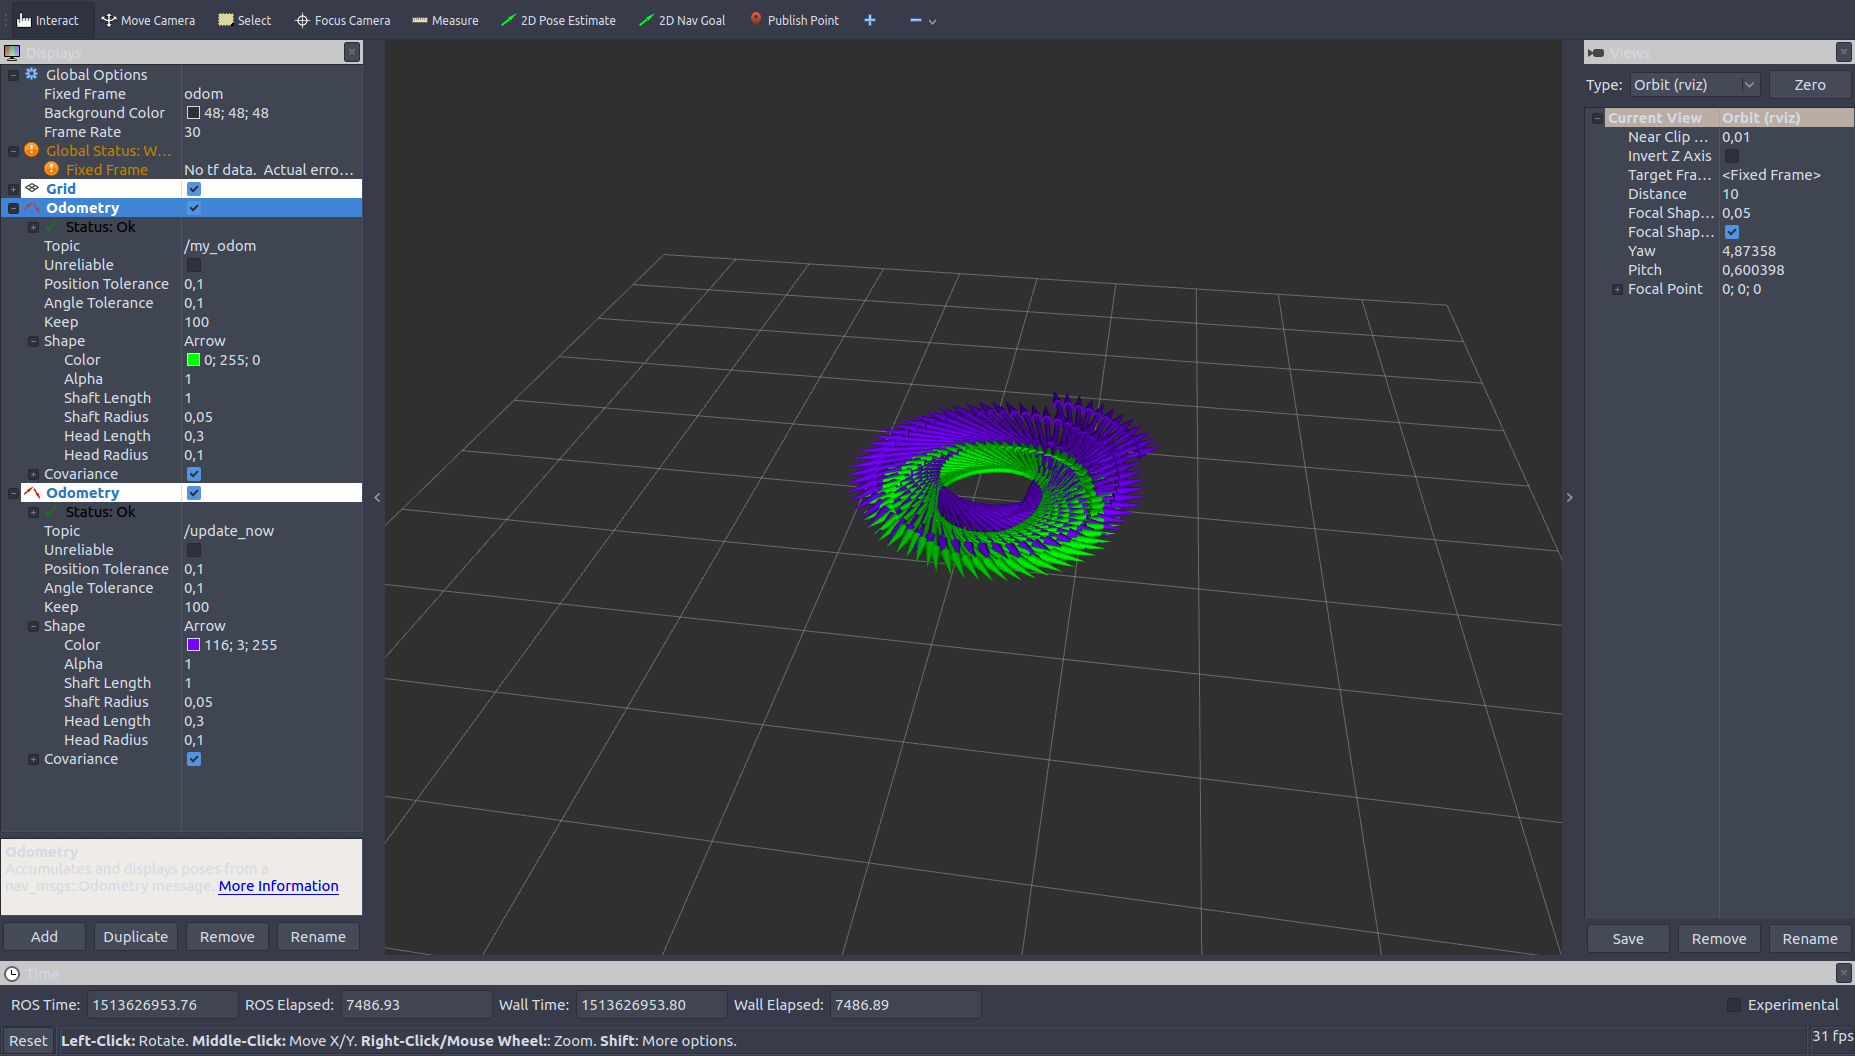 Interact Move Camera Select Focus Camera Measure 2D Pose Estimate 2D Nav Goal Publish Point
Displays
Global Options
Fixed Frame odom
Background Color 48; 48; 48
Frame Rate 30
Global Status: W...
Fixed Frame No tf data. Actual erro...
Grid
Odometry
Status: Ok
Topic /my_odom
Unreliable
Position Tolerance 0,1
Angle Tolerance 0,1
Keep 100
Shape Arrow
Color 0; 255; 0
Alpha 1
Shaft Length 1
Shaft Radius 0,05
Head Length 0,3
Head Radius 0,1
Covariance
Odometry
Status: Ok
Topic /update_now
Unreliable
Position Tolerance 0,1
Angle Tolerance 0,1
Keep 100
Shape Arrow
Color 116; 3; 255
Alpha 1
Shaft Length 1
Shaft Radius 0,05
Head Length 0,3
Head Radius 0,1
Covariance
Odometry
Accumulates and displays poses from a
nav_msgs::Odometry message. More Information
Add Duplicate Remove Rename
Views
Type: Orbit (rviz) Zero
Current View Orbit (rviz)
Near Clip ... 0,01
Invert Z Axis
Target Fra... <Fixed Frame>
Distance 10
Focal Shap... 0,05
Focal Shap...
Yaw 4,87358
Pitch 0,600398
Focal Point 0; 0; 0
Save Remove Rename
Time
ROS Time: 1513626953.76 ROS Elapsed: 7486.93 Wall Time: 1513626953.80 Wall Elapsed: 7486.89 Experimental
Reset Left-Click: Rotate. Middle-Click: Move X/Y. Right-Click/Mouse Wheel:: Zoom. Shift: More options. 31 fps